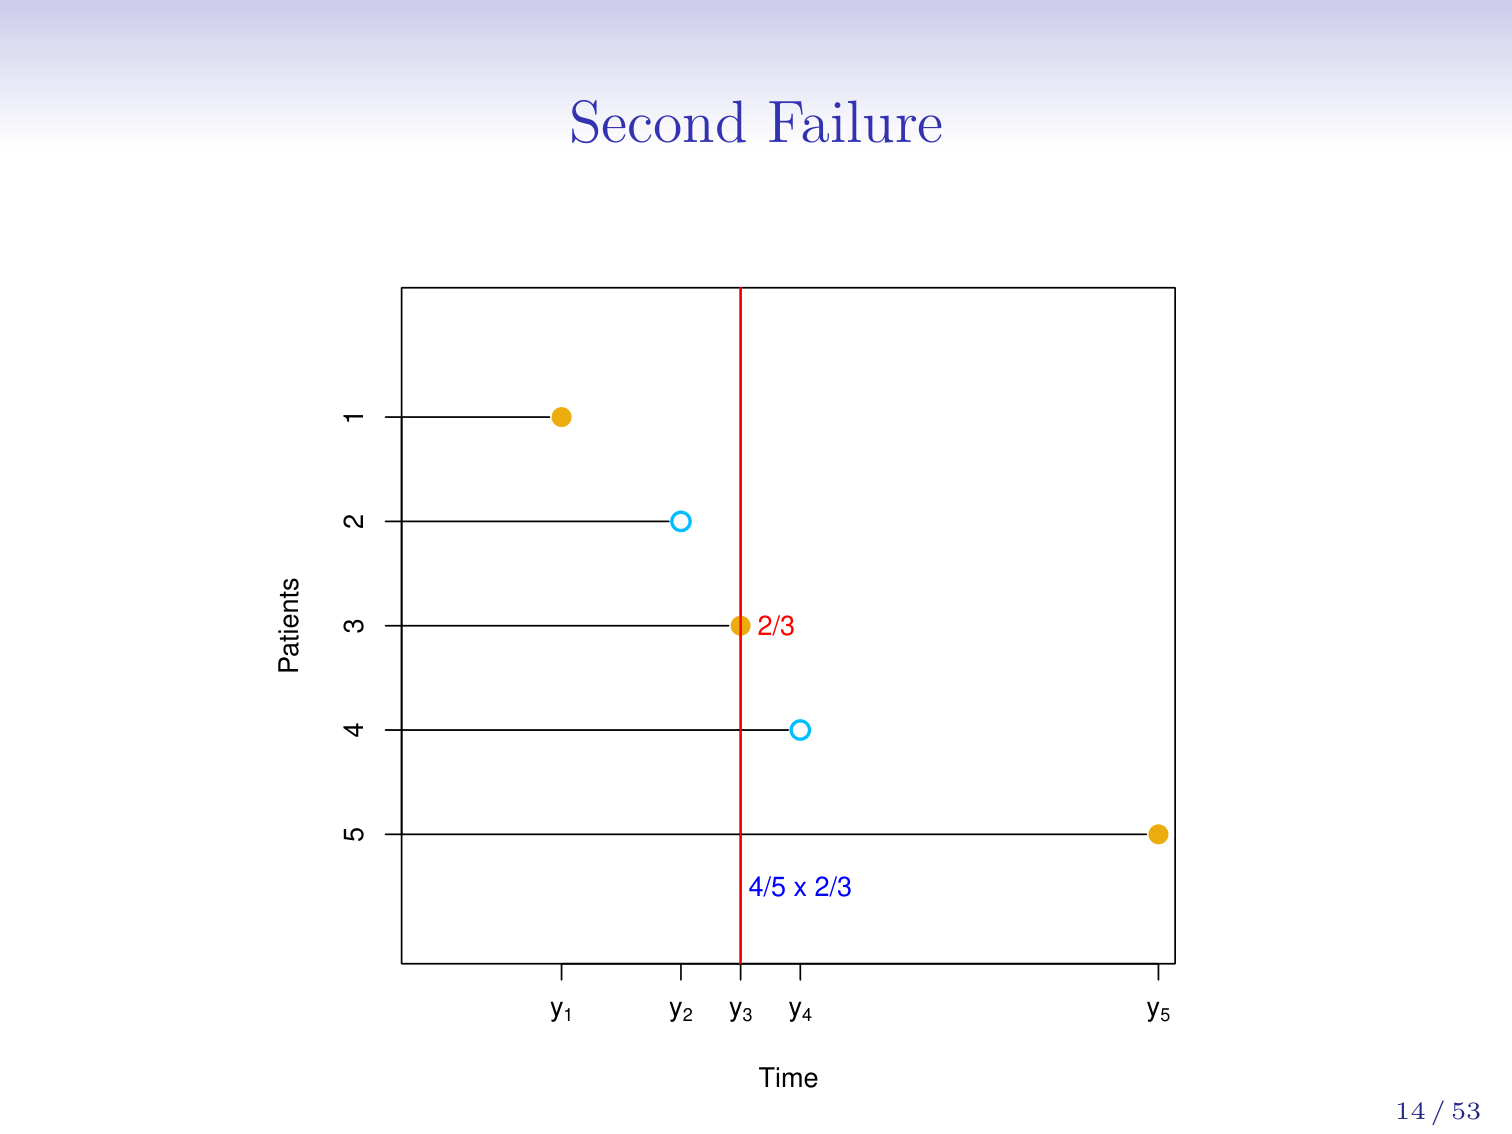 Second Failure
1
2
3
4
5
Patients
2/3
4/5 x 2/3
y₁ y₂ y₃ y₄ y₅
Time
14 / 53